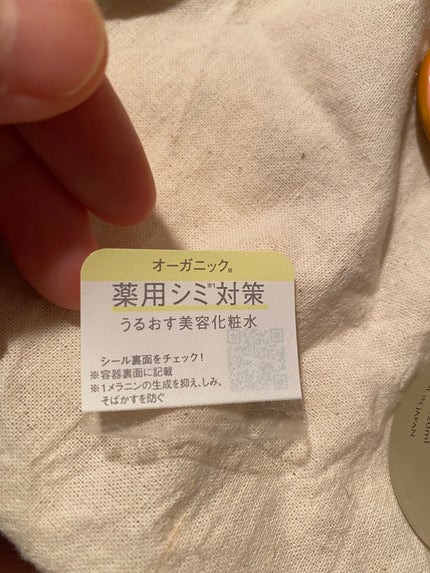 オーガニック※
薬用シミ※1対策
うるおす美容化粧水
シール裏面をチェック!
※容器裏面に記載
※1メラニンの生成を抑え、しみ、
そばかすを防ぐ
IN JAPAN
20ml